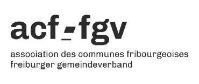 acf-fgv
association des communes fribourgeoises
freiburger gemeindeverband